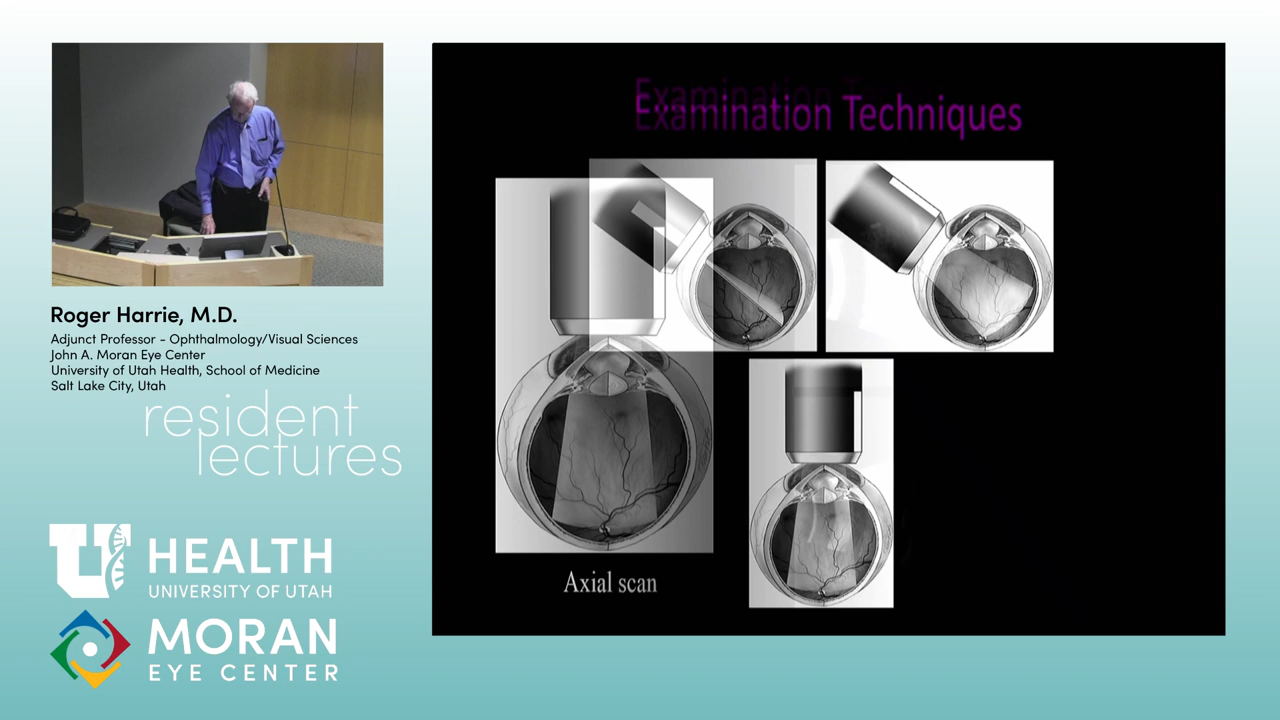 Examination Techniques
Axial scan
Roger Harrie, M.D.
Adjunct Professor - Ophthalmology/Visual Sciences
John A. Moran Eye Center
University of Utah Health, School of Medicine
Salt Lake City, Utah
resident
lectures
U HEALTH
UNIVERSITY OF UTAH
MORAN
EYE CENTER